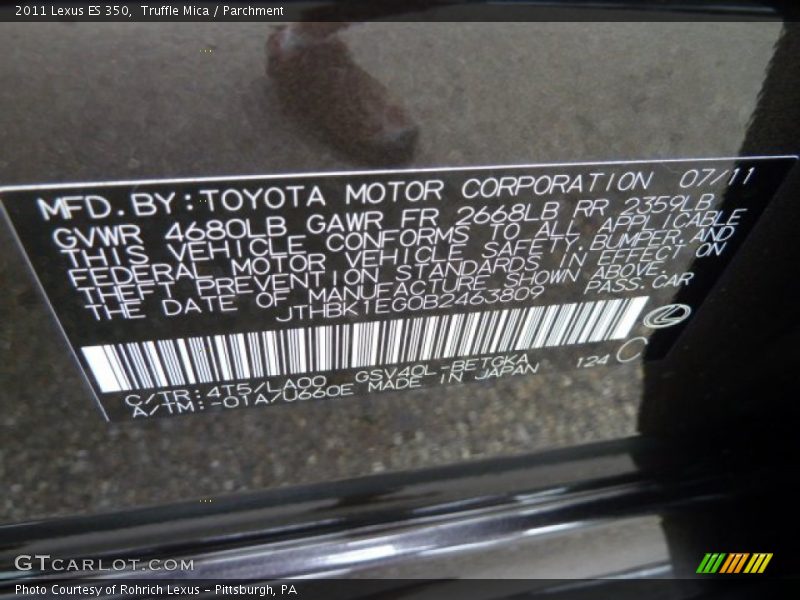 2011 Lexus ES 350, Truffle Mica / Parchment
MFD. BY: TOYOTA MOTOR CORPORATION 07/11
GVWR 4680LB GAWR FR 2668LB RR 2359LB
THIS VEHICLE CONFORMS TO ALL APPLICABLE
FEDERAL MOTOR VEHICLE SAFETY, BUMPER, AND
THEFT PREVENTION STANDARDS IN EFFECT ON
THE DATE OF MANUFACTURE SHOWN ABOVE.
JTHBK1EG0B2463809 PASS. CAR
C/TR: 4T5/LA00 GSV40L-BETGKA
A/TM: -01A/U660E MADE IN JAPAN 124
GTCARLOT.COM
Photo Courtesy of Rohrich Lexus - Pittsburgh, PA